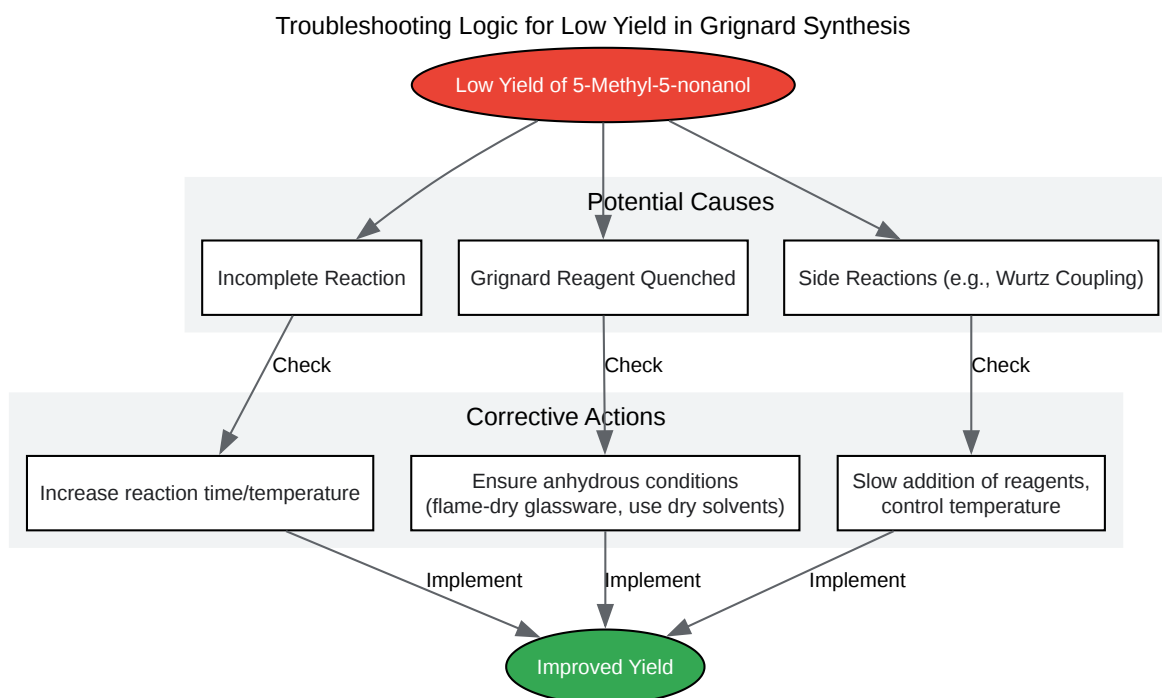 Troubleshooting Logic for Low Yield in Grignard Synthesis
Low Yield of 5-Methyl-5-nonanol
Potential Causes
Incomplete Reaction
Grignard Reagent Quenched
Side Reactions (e.g., Wurtz Coupling)
Check
Check
Check
Corrective Actions
Increase reaction time/temperature
Ensure anhydrous conditions
(flame-dry glassware, use dry solvents)
Slow addition of reagents,
control temperature
Implement
Implement
Implement
Improved Yield